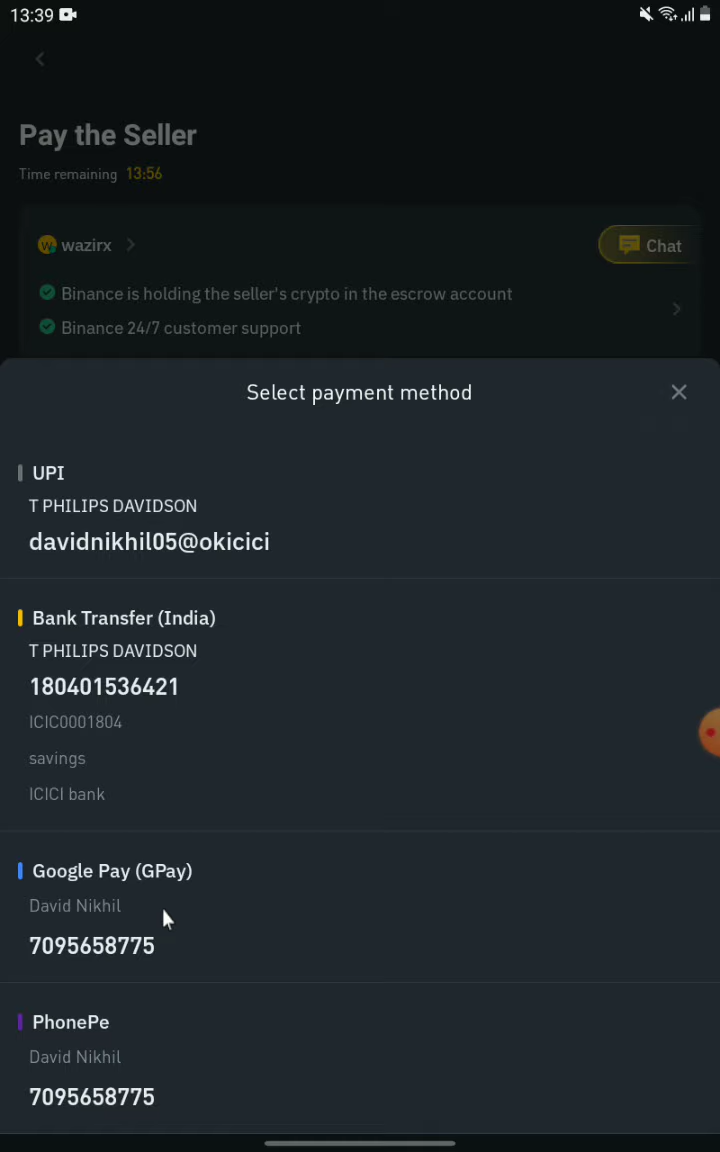 13:39
Pay the Seller
Time remaining 13:56
wazirx
Chat
Binance is holding the seller's crypto in the escrow account
Binance 24/7 customer support
Select payment method
UPI
T PHILIPS DAVIDSON
davidnikhil05@okicici
Bank Transfer (India)
T PHILIPS DAVIDSON
180401536421
ICIC0001804
savings
ICICI bank
Google Pay (GPay)
David Nikhil
7095658775
PhonePe
David Nikhil
7095658775